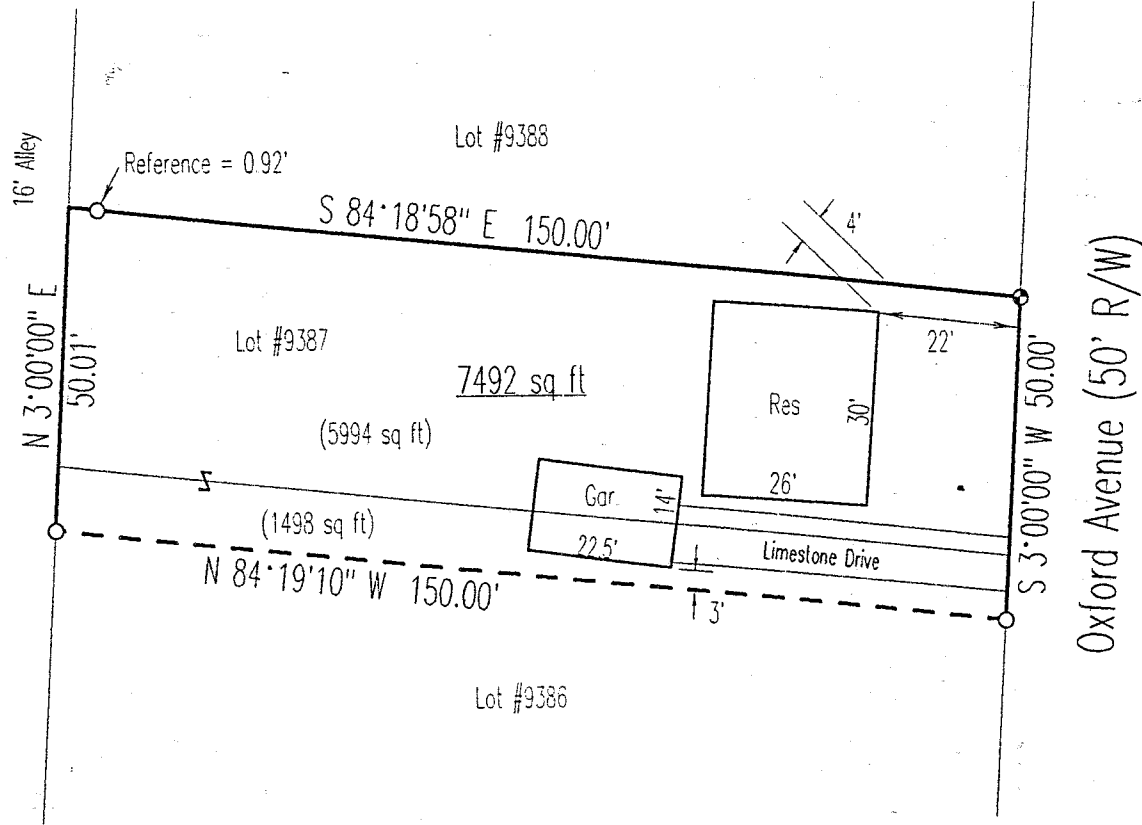 Lot #9388
16' Alley
Reference = 0.92'
S 84°18'58" E 150.00'
4'
N 3°00'00" E
50.01'
Lot #9387
7492 sq ft
(5994 sq ft)
22'
Res
30'
26'
S 3°00'00" W 50.00'
Oxford Avenue (50' R/W)
Gar.
14'
22.5'
(1498 sq ft)
Limestone Drive
N 84°19'10" W 150.00'
3'
Lot #9386